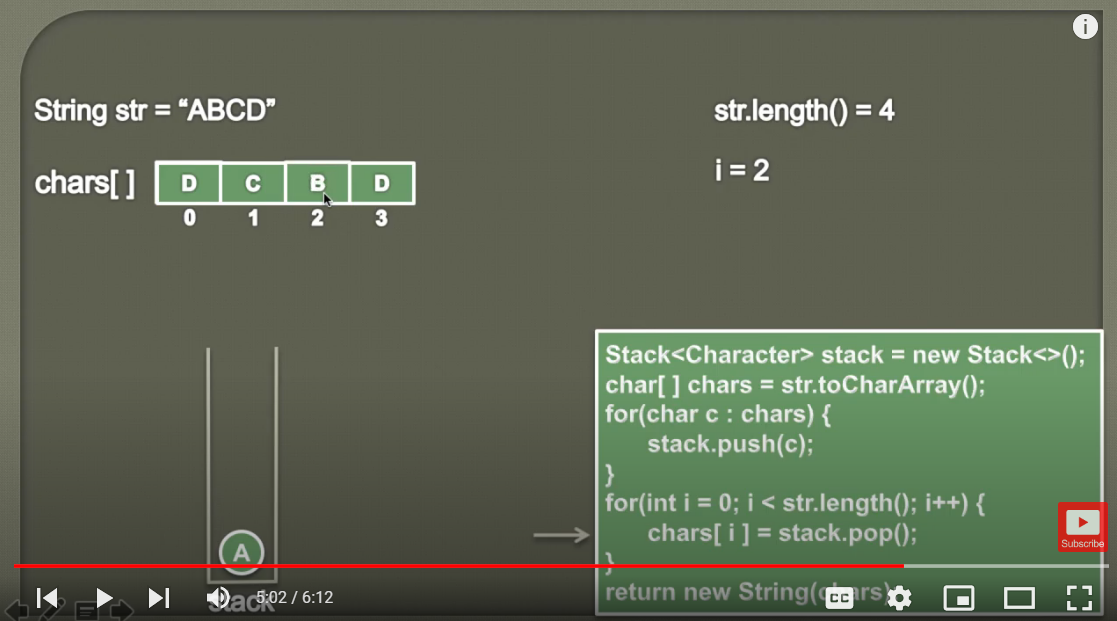 String str = “ABCD”
str.length() = 4
i = 2
chars[ ]
D C B D
0 1 2 3
Stack<Character> stack = new Stack<>();
char[ ] chars = str.toCharArray();
for(char c : chars) {
stack.push(c);
}
for(int i = 0; i < str.length(); i++) {
chars[ i ] = stack.pop();
}
return new String(chars)
A
stack
Subscribe
5:02 / 6:12
CC